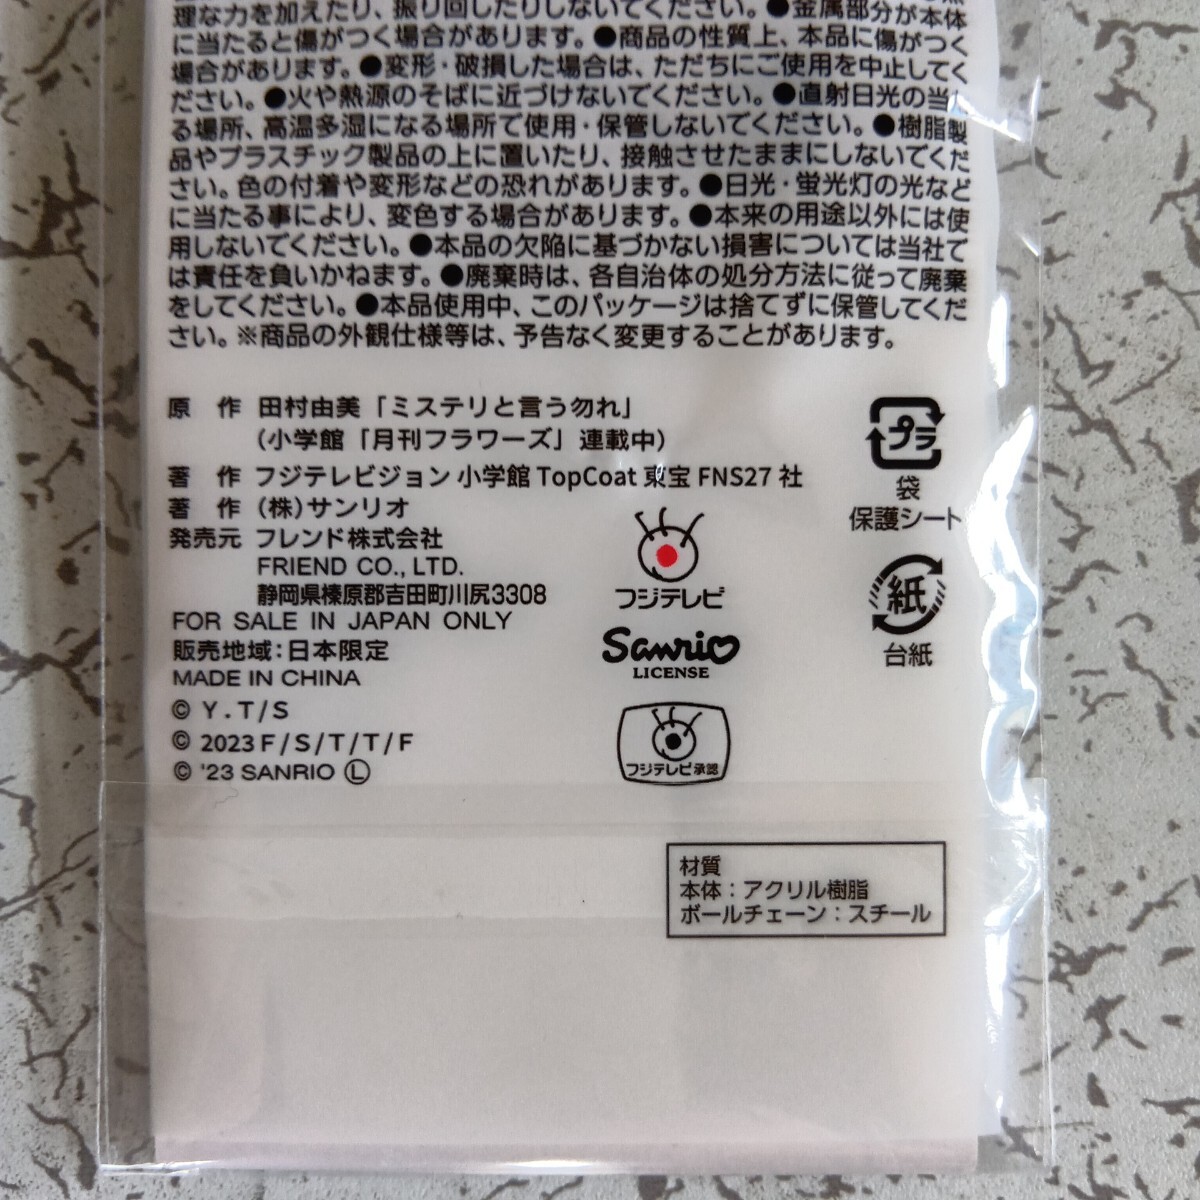 理な力を加えたり、振り回したりしないでください。●金属部分が本体
に当たると傷がつく場合があります。●商品の性質上、本品に傷がつく
場合があります。●変形・破損した場合は、ただちにご使用を中止してく
ださい。●火や熱源のそばに近づけないでください。●直射日光の当た
る場所、高温多湿になる場所で使用・保管しないでください。●樹脂製
品やプラスチック製品の上に置いたり、接触させたままにしないでくだ
さい。色の付着や変形などの恐れがあります。●日光・蛍光灯の光など
に当たる事により、変色する場合があります。●本来の用途以外には使
用しないでください。●本品の欠陥に基づかない損害については当社で
は責任を負いかねます。●廃棄時は、各自治体の処分方法に従って廃棄
をしてください。●本品使用中、このパッケージは捨てずに保管してくだ
さい。※商品の外観仕様等は、予告なく変更することがあります。
原 作 田村由美「ミステリと言う勿れ」
(小学館「月刊フラワーズ」連載中)
著 作 フジテレビジョン 小学館 TopCoat 東宝 FNS27 社
著 作 (株)サンリオ
発売元 フレンド株式会社
FRIEND CO., LTD.
静岡県榛原郡吉田町川尻3308
FOR SALE IN JAPAN ONLY
販売地域:日本限定
MADE IN CHINA
© Y.T/S
© 2023 F/S/T/T/F
© '23 SANRIO Ⓛ
フジテレビ
Sanrio
LICENSE
フジテレビ承認
プラ
袋
保護シート
紙
台紙
材質
本体:アクリル樹脂
ボールチェーン:スチール